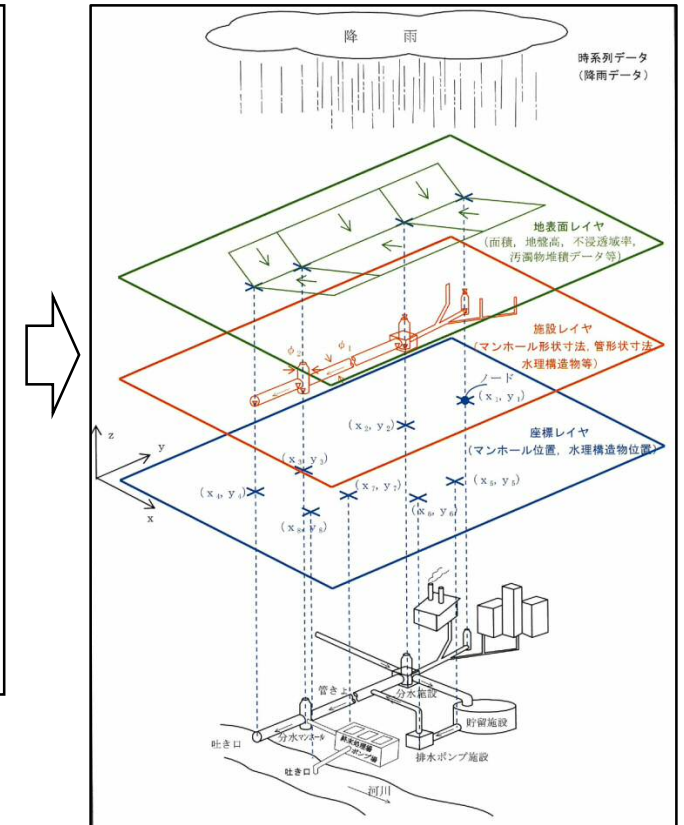 降 雨
時系列データ
(降雨データ)
地表面レイヤ
(面積, 地盤高, 不浸透域率,
汚濁物堆積データ等)
施設レイヤ
(マンホール形状寸法, 管形状寸法
水理構造物等)
φ₂
φ₁
ノード
(x₁, y₁)
座標レイヤ
(マンホール位置, 水理構造物位置)
(x₂, y₂)
(x₃, y₃)
(x₄, y₄)
(x₇, y₇)
(x₅, y₅)
(x₆, y₆)
(x₈, y₈)
z
y
x
分水施設
管きょ
貯留施設
分水マンホール
吐き口
排水ポンプ施設
ポンプ場
吐き口
河川